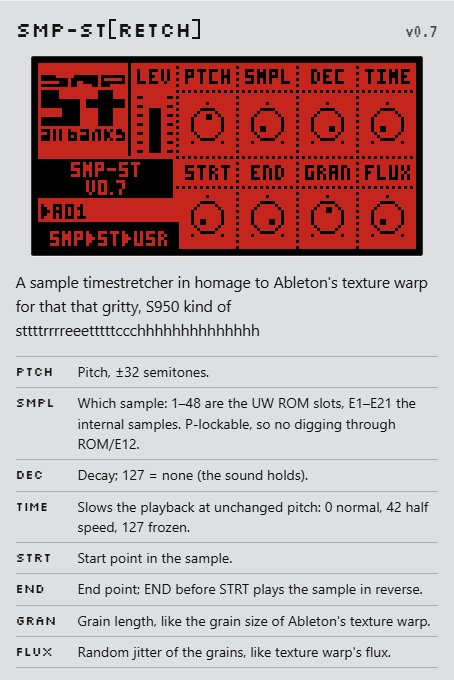 SMP-ST[RETCH]
v0.7
SMP
ST
all banks
LEV PTCH SMPL DEC TIME
SMP-ST
V0.7
STRT END GRAN FLUX
A01
SMP ST USR
A sample timestretcher in homage to Ableton's texture warp
for that that gritty, S950 kind of
sttttrrrreeetttttccchhhhhhhhhhhhhh
PTCH Pitch, ±32 semitones.
SMPL Which sample: 1–48 are the UW ROM slots, E1–E21 the
internal samples. P-lockable, so no digging through
ROM/E12.
DEC Decay; 127 = none (the sound holds).
TIME Slows the playback at unchanged pitch: 0 normal, 42 half
speed, 127 frozen.
STRT Start point in the sample.
END End point; END before STRT plays the sample in reverse.
GRAN Grain length, like the grain size of Ableton's texture warp.
FLUX Random jitter of the grains, like texture warp's flux.